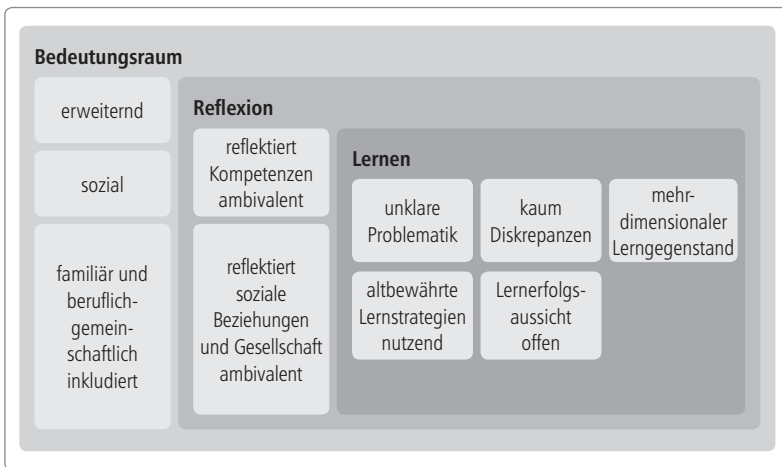 Bedeutungsraum
erweiternd
sozial
familiär und
beruflich-
gemein-
schaftlich
inkludiert
Reflexion
reflektiert
Kompetenzen
ambivalent
reflektiert
soziale
Beziehungen
und Gesellschaft
ambivalent
Lernen
unklare
Problematik
kaum
Diskrepanzen
mehr-
dimensionaler
Lerngegenstand
altbewährte
Lernstrategien
nutzend
Lernerfolgs-
aussicht
offen